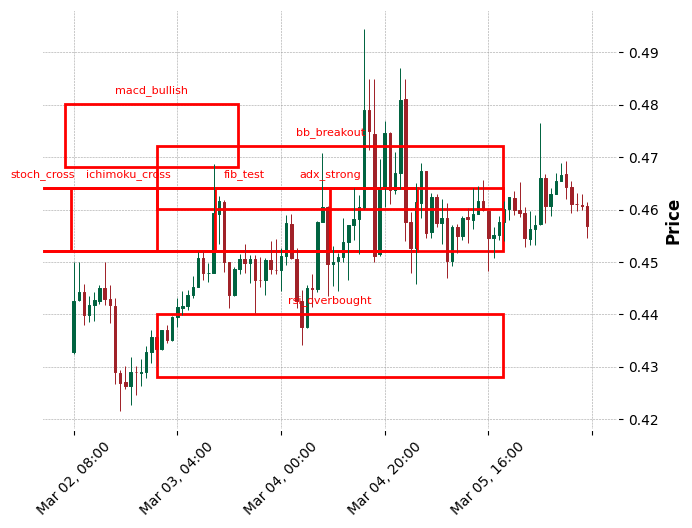 0.49
macd_bullish
0.48
bb_breakout
0.47
stoch_cross ichimoku_cross fib_test adx_strong
0.46
Price
0.45
rsi_overbought
0.44
0.43
0.42
Mar 02, 08:00
Mar 03, 04:00
Mar 04, 00:00
Mar 04, 20:00
Mar 05, 16:00